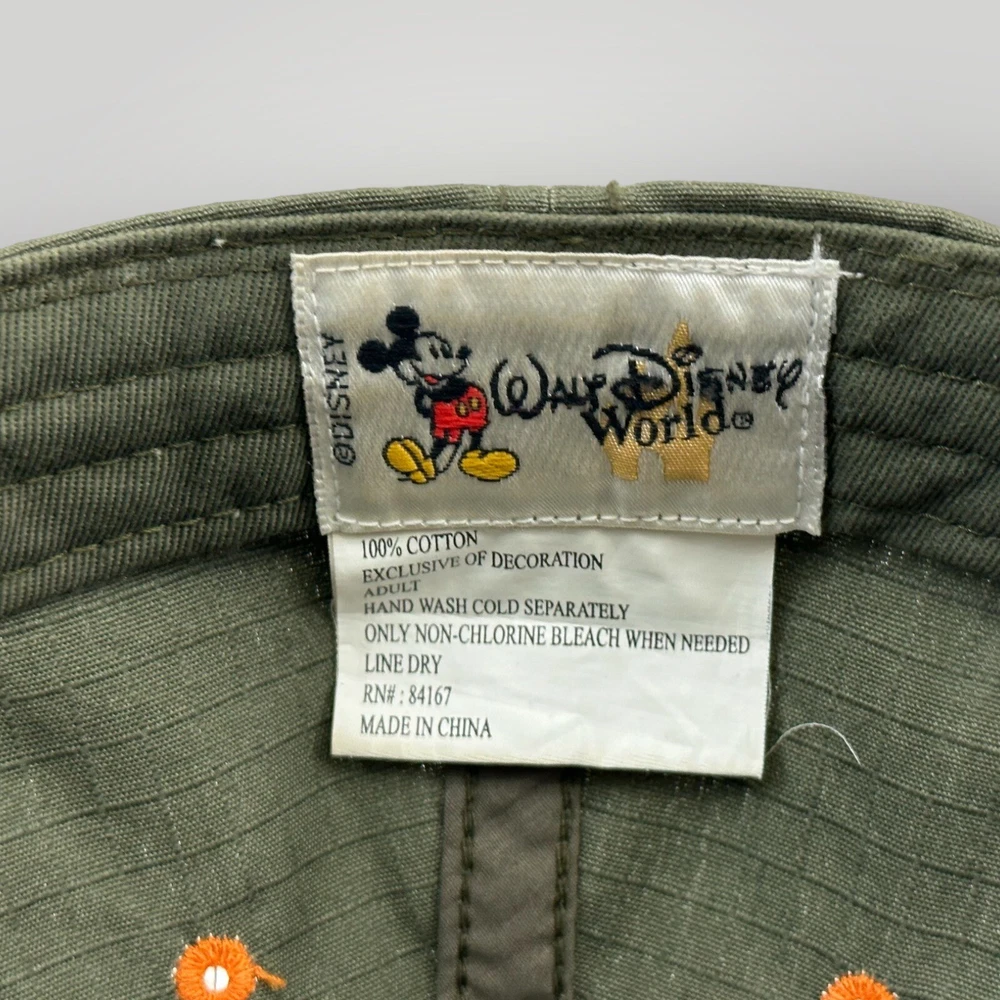 ©DISNEY
WALT DISNEY
World®
100% COTTON
EXCLUSIVE OF DECORATION
ADULT
HAND WASH COLD SEPARATELY
ONLY NON-CHLORINE BLEACH WHEN NEEDED
LINE DRY
RN# : 84167
MADE IN CHINA